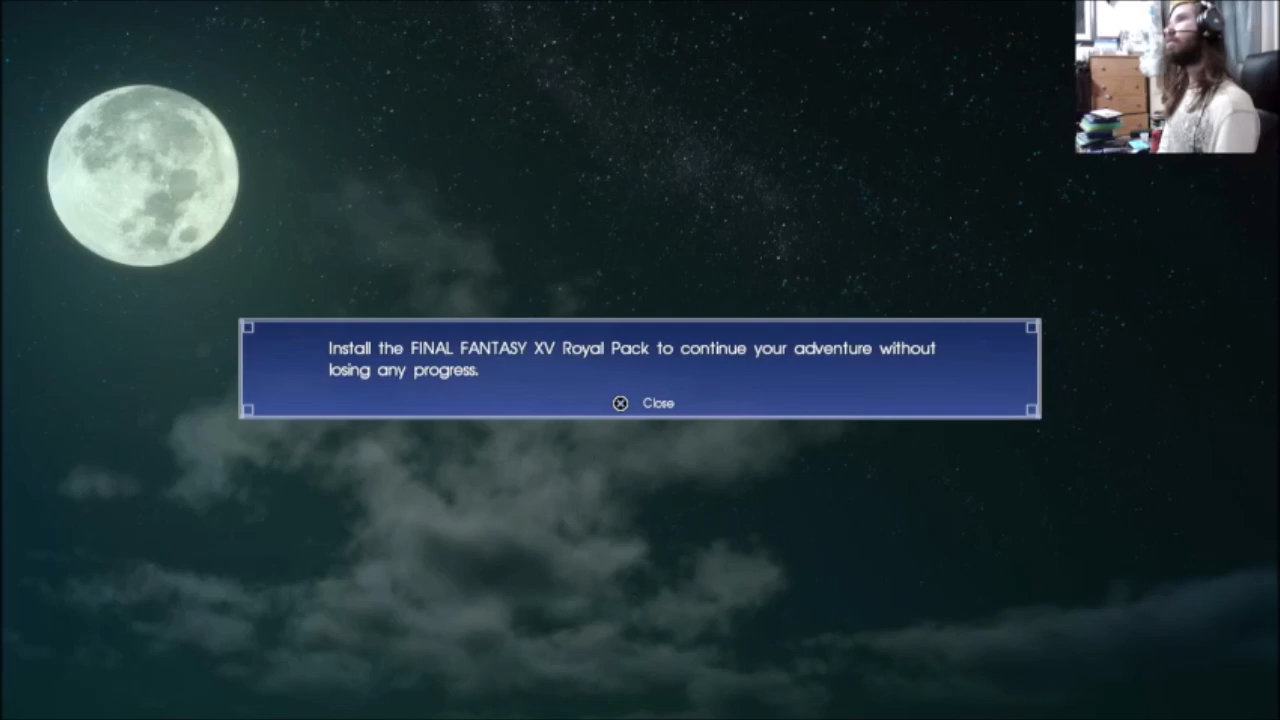 Install the FINAL FANTASY XV Royal Pack to continue your adventure without
losing any progress.
Close